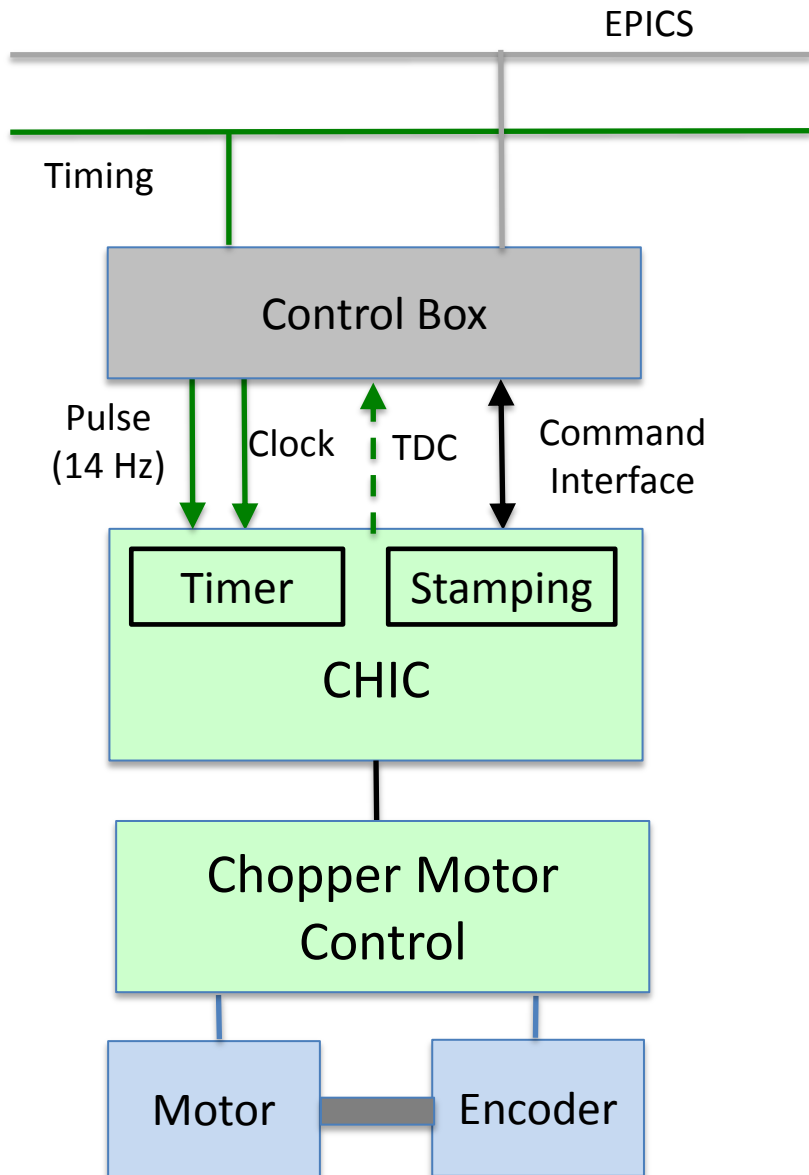 EPICS
Timing
Control Box
Pulse
(14 Hz)
Clock
TDC
Command
Interface
Timer
Stamping
CHIC
Chopper Motor
Control
Motor
Encoder